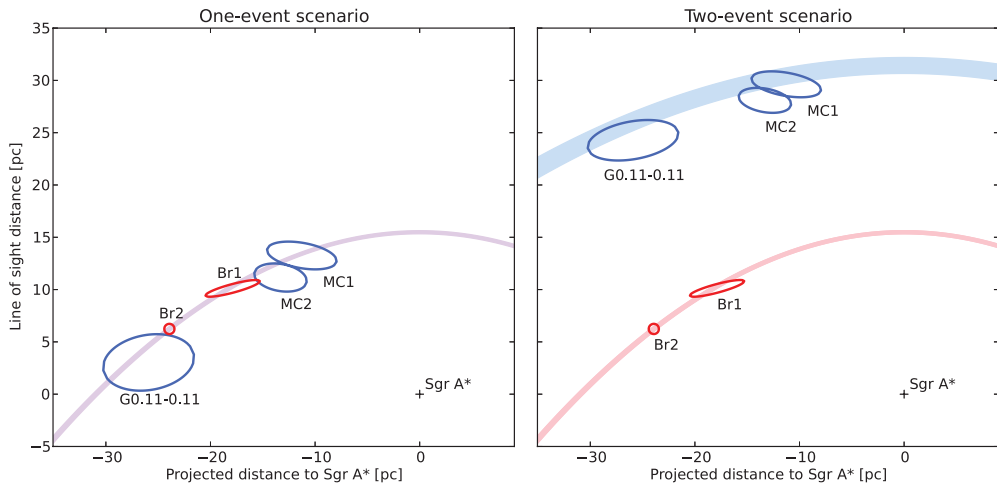 One-event scenario
Two-event scenario
Line of sight distance [pc]
35
30
25
20
15
10
5
0
−5
MC1
MC2
G0.11-0.11
Br1
MC1
MC2
Br1
Br2
Br2
Sgr A*
Sgr A*
G0.11-0.11
−30
−20
−10
0
−30
−20
−10
0
Projected distance to Sgr A* [pc]
Projected distance to Sgr A* [pc]